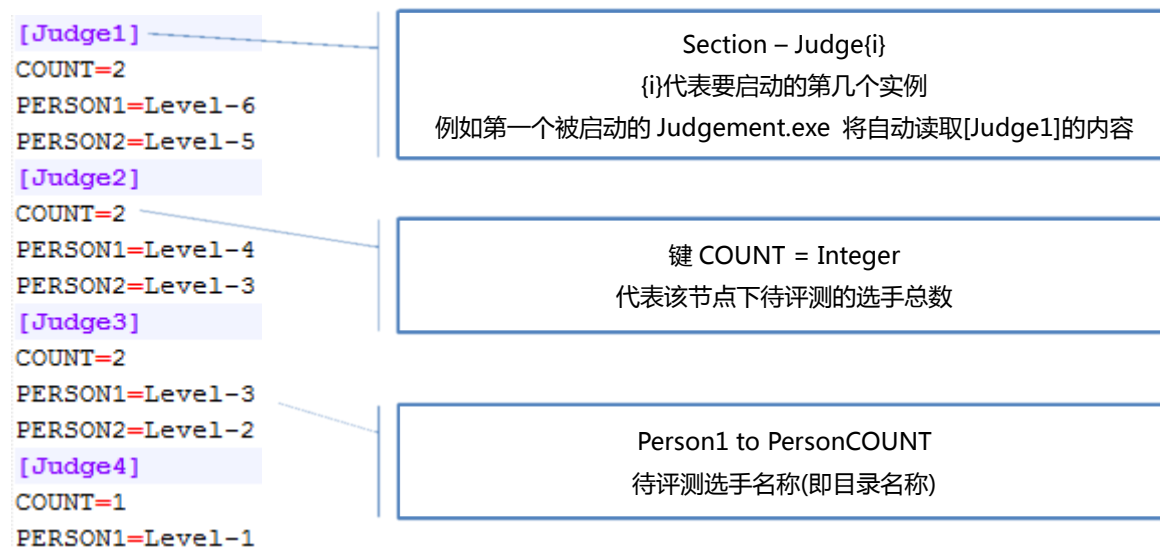 [Judge1]
COUNT=2
PERSON1=Level-6
PERSON2=Level-5
[Judge2]
COUNT=2
PERSON1=Level-4
PERSON2=Level-3
[Judge3]
COUNT=2
PERSON1=Level-3
PERSON2=Level-2
[Judge4]
COUNT=1
PERSON1=Level-1
Section – Judge{i}
{i}代表要启动的第几个实例
例如第一个被启动的 Judgement.exe 将自动读取[Judge1]的内容
键 COUNT = Integer
代表该节点下待评测的选手总数
Person1 to PersonCOUNT
待评测选手名称(即目录名称)